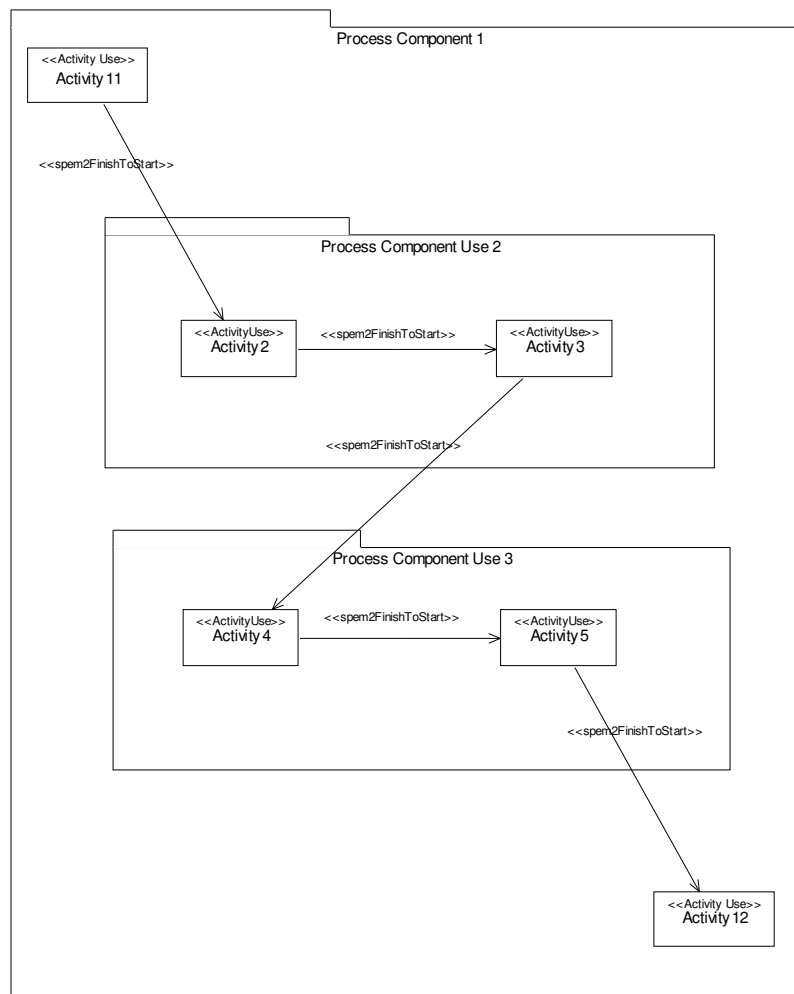 Process Component 1
<<Activity Use>>
Activity 11
<<spem2FinishToStart>>
Process Component Use 2
<<ActivityUse>>
Activity 2
<<spem2FinishToStart>>
<<ActivityUse>>
Activity 3
<<spem2FinishToStart>>
Process Component Use 3
<<ActivityUse>>
Activity 4
<<spem2FinishToStart>>
<<ActivityUse>>
Activity 5
<<spem2FinishToStart>>
<<Activity Use>>
Activity 12